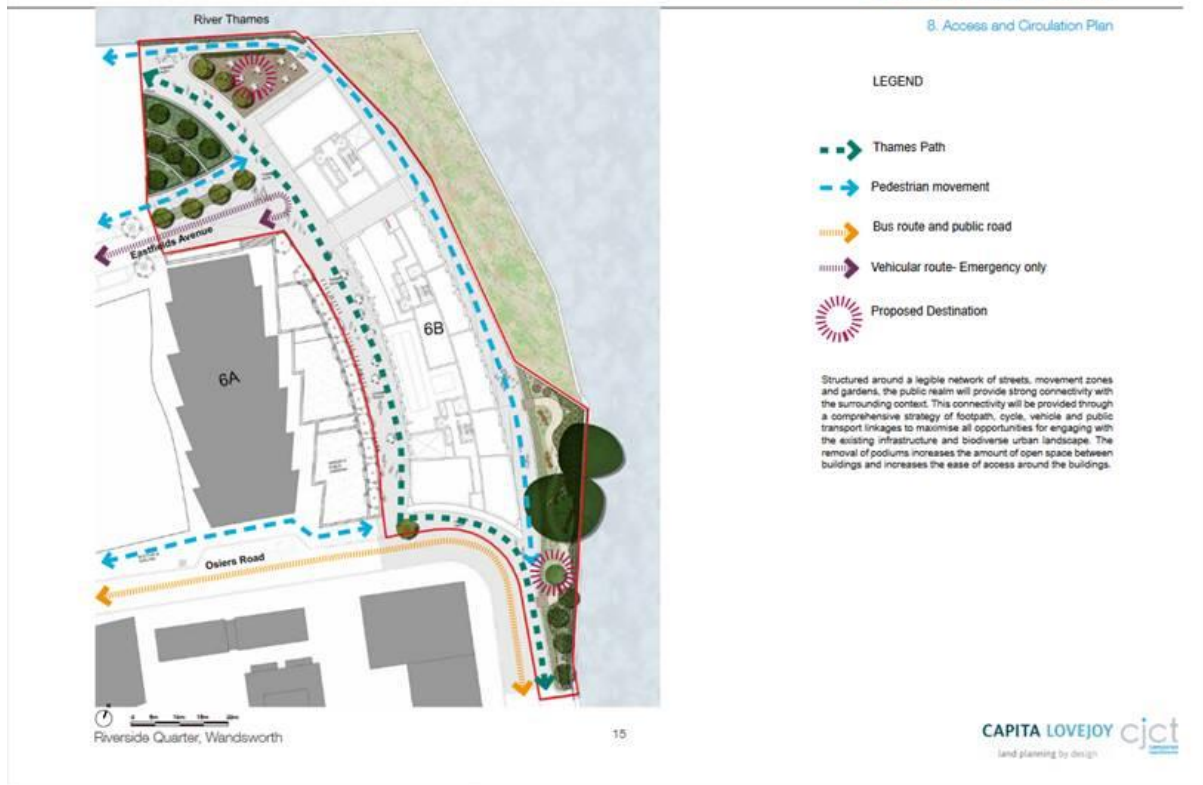 River Thames
8. Access and Circulation Plan
LEGEND
Thames Path
Pedestrian movement
Bus route and public road
Vehicular route- Emergency only
Proposed Destination
Eastfields Avenue
6B
6A
Structured around a legible network of streets, movement zones
and gardens, the public realm will provide strong connectivity with
the surrounding context. This connectivity will be provided through
a comprehensive strategy of footpath, cycle, vehicle and public
transport linkages to maximise all opportunities for engaging with
the existing infrastructure and biodiverse urban landscape. The
removal of podiums increases the amount of open space between
buildings and increases the ease of access around the buildings.
Osiers Road
0 5m 10m 15m 20m
Riverside Quarter, Wandsworth
15
CAPITA LOVEJOY cjct
land planning by design